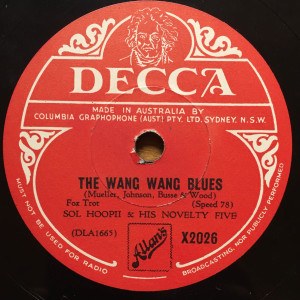 DECCA
MADE IN AUSTRALIA BY
COLUMBIA GRAPHOPHONE (AUST.) PTY. LTD. SYDNEY. N.S.W.
THE WANG WANG BLUES
(Mueller, Johnson, Busse & Wood)
Fox Trot (Speed 78)
SOL HOOPII & HIS NOVELTY FIVE
(DLA1665)
Allan's
X2026
MUST NOT BE USED FOR RADIO
BROADCASTING, NOR PUBLICLY PERFORMED